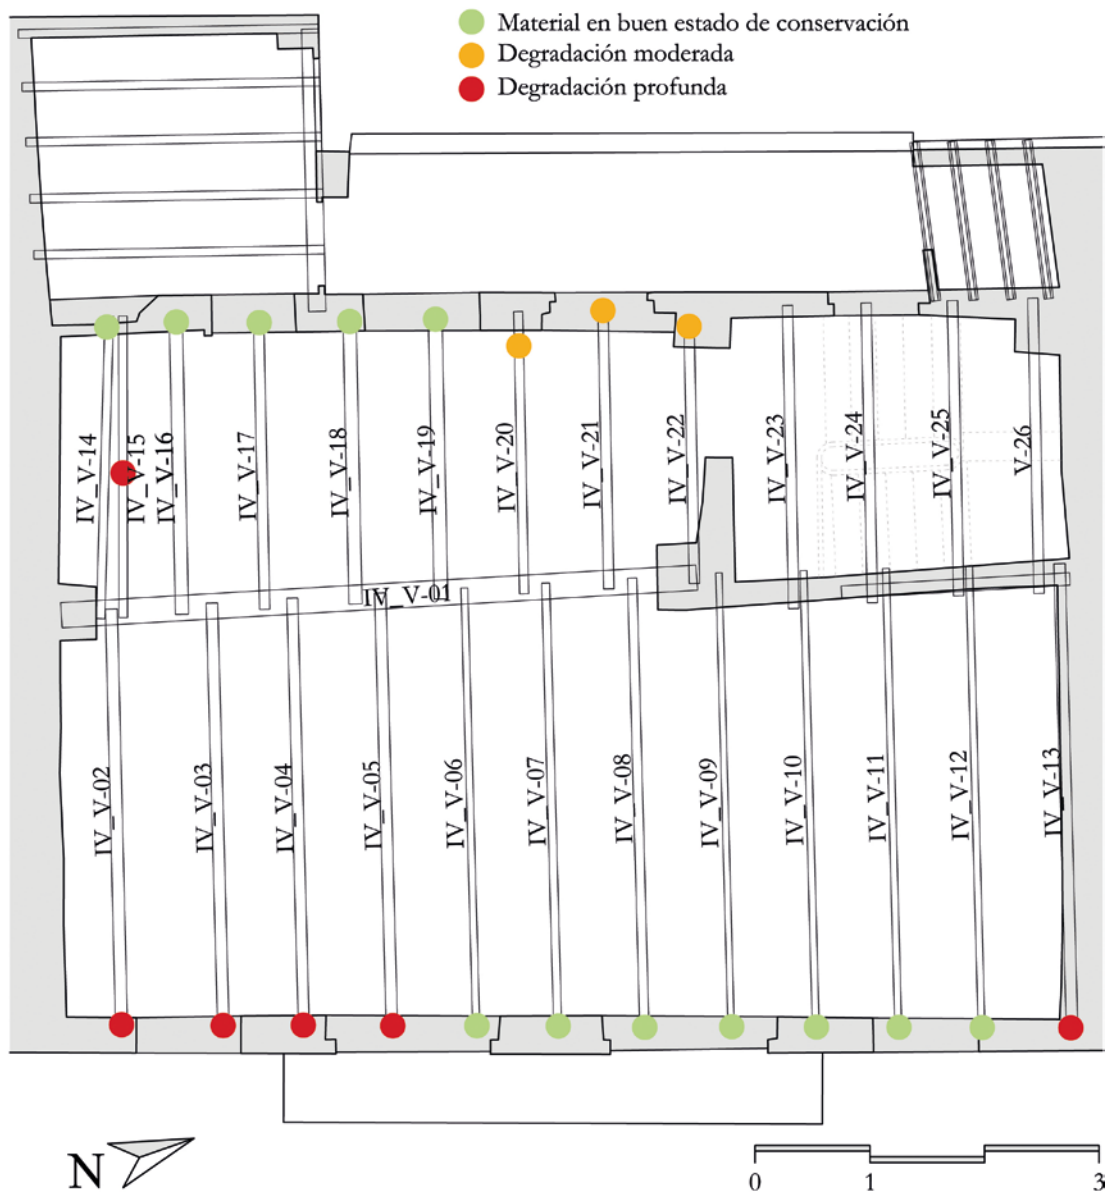 Material en buen estado de conservación
Degradación moderada
Degradación profunda
IV_V-14
IV_V-15
IV_V-16
IV_V-17
IV_V-18
IV_V-19
IV_V-20
IV_V-21
IV_V-22
IV_V-23
IV_V-24
IV_V-25
V-26
IV_V-01
IV_V-02
IV_V-03
IV_V-04
IV_V-05
IV_V-06
IV_V-07
IV_V-08
IV_V-09
IV_V-10
IV_V-11
IV_V-12
IV_V-13
N
0 1 3